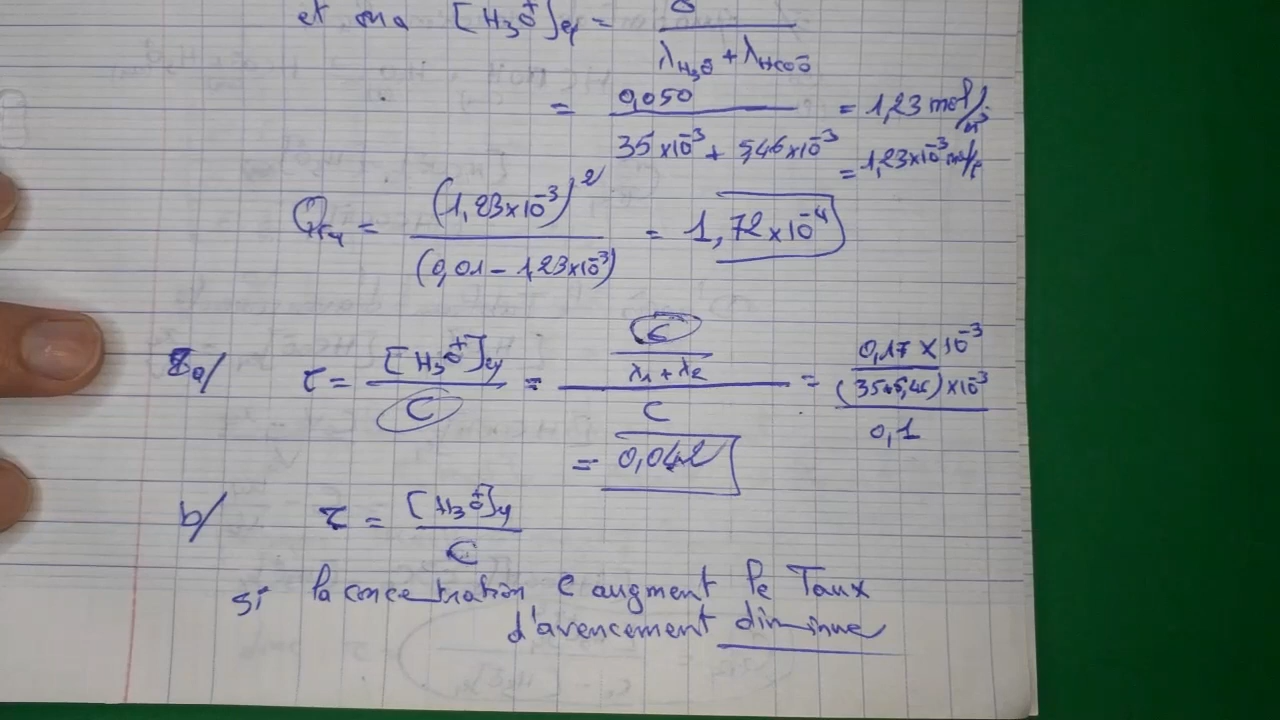 et on a [H₃O⁺]éq = σ / (λH₃O⁺ + λHCOO⁻)
= 0,050 / (35×10⁻³ + 5,46×10⁻³) = 1,23 mol/m³
= 1,23×10⁻³ mol/l
Qr,éq = (1,23×10⁻³)² / (0,01 − 1,23×10⁻³) = 1,72×10⁻⁴
2a/ τ = [H₃O⁺]éq / C = (σ / (λ₁ + λ₂)) / C = (0,17 × 10⁻³ / (35+5,46)×10⁻³) / 0,1
= 0,042
b/ τ = [H₃O⁺]éq / C
si la concentration C augment le Taux
d'avencement diminue